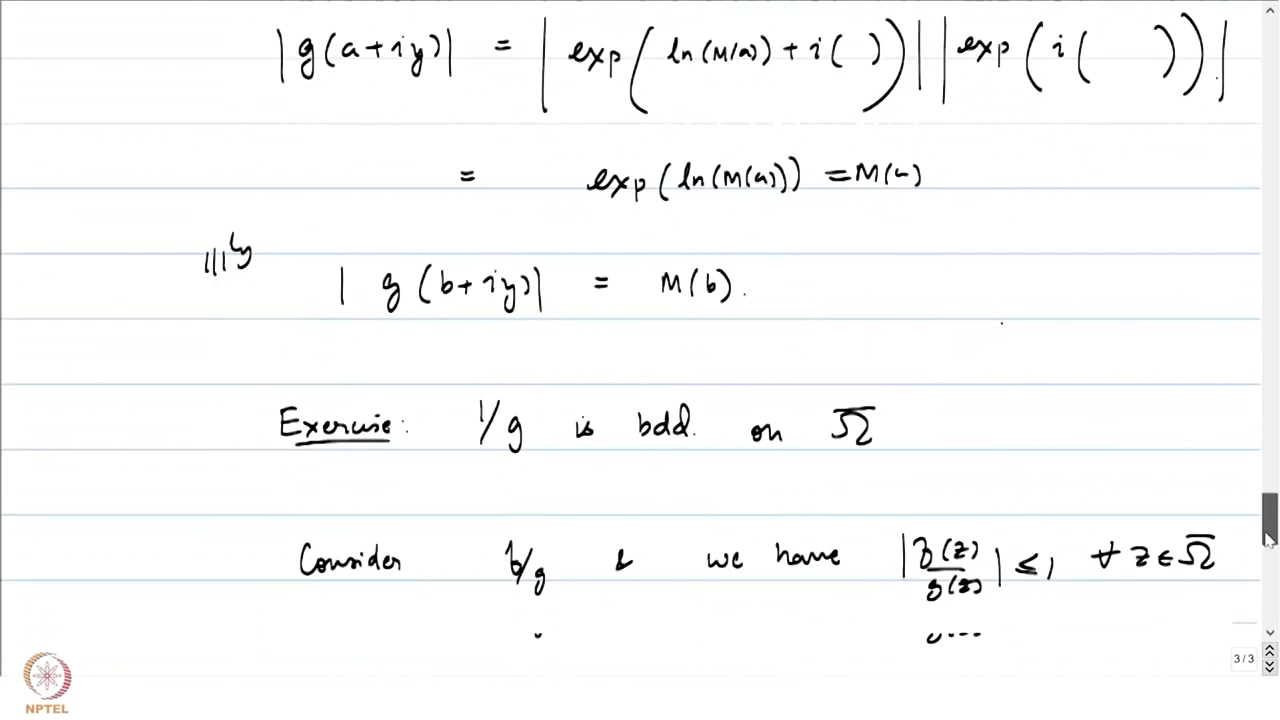 |g(a+iy)| = |exp(ln(M(a)) + i( ))| |exp(i( ))|
= exp(ln(M(a))) = M(a)
|||ly
|g(b+iy)| = M(b).
Exercise: 1/g is bdd. on Ω̅
Consider f/g & we have |f(z)/g(z)| ≤ 1, ∀ z ∈ Ω̅
3/3
NPTEL